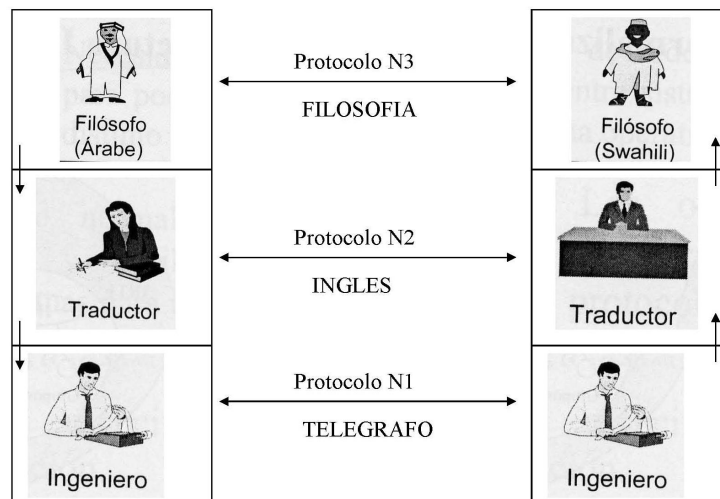 Protocolo N3
FILOSOFIA
Filósofo
(Árabe)
Filósofo
(Swahili)
Protocolo N2
INGLES
Traductor
Traductor
Protocolo N1
TELEGRAFO
Ingeniero
Ingeniero